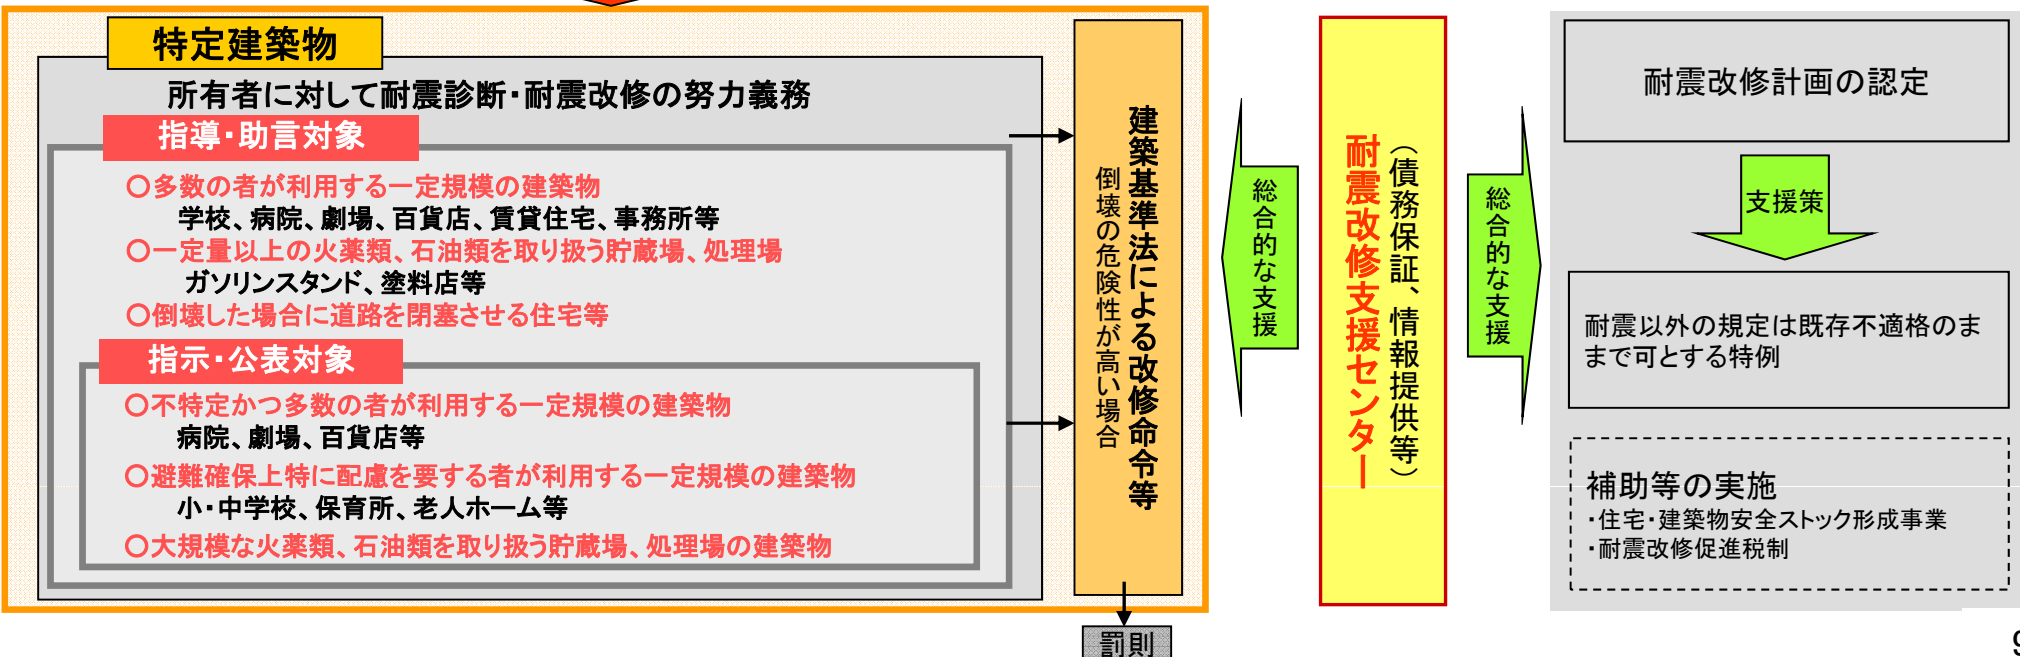 特定建築物
所有者に対して耐震診断・耐震改修の努力義務
指導・助言対象
○多数の者が利用する一定規模の建築物
学校、病院、劇場、百貨店、賃貸住宅、事務所等
○一定量以上の火薬類、石油類を取り扱う貯蔵場、処理場
ガソリンスタンド、塗料店等
○倒壊した場合に道路を閉塞させる住宅等
指示・公表対象
○不特定かつ多数の者が利用する一定規模の建築物
病院、劇場、百貨店等
○避難確保上特に配慮を要する者が利用する一定規模の建築物
小・中学校、保育所、老人ホーム等
○大規模な火薬類、石油類を取り扱う貯蔵場、処理場の建築物
建築基準法による改修命令等
倒壊の危険性が高い場合
罰則
総合的な支援
（債務保証、情報提供等）
耐震改修支援センター
総合的な支援
耐震改修計画の認定
支援策
耐震以外の規定は既存不適格のま
まで可とする特例
補助等の実施
・住宅・建築物安全ストック形成事業
・耐震改修促進税制
9